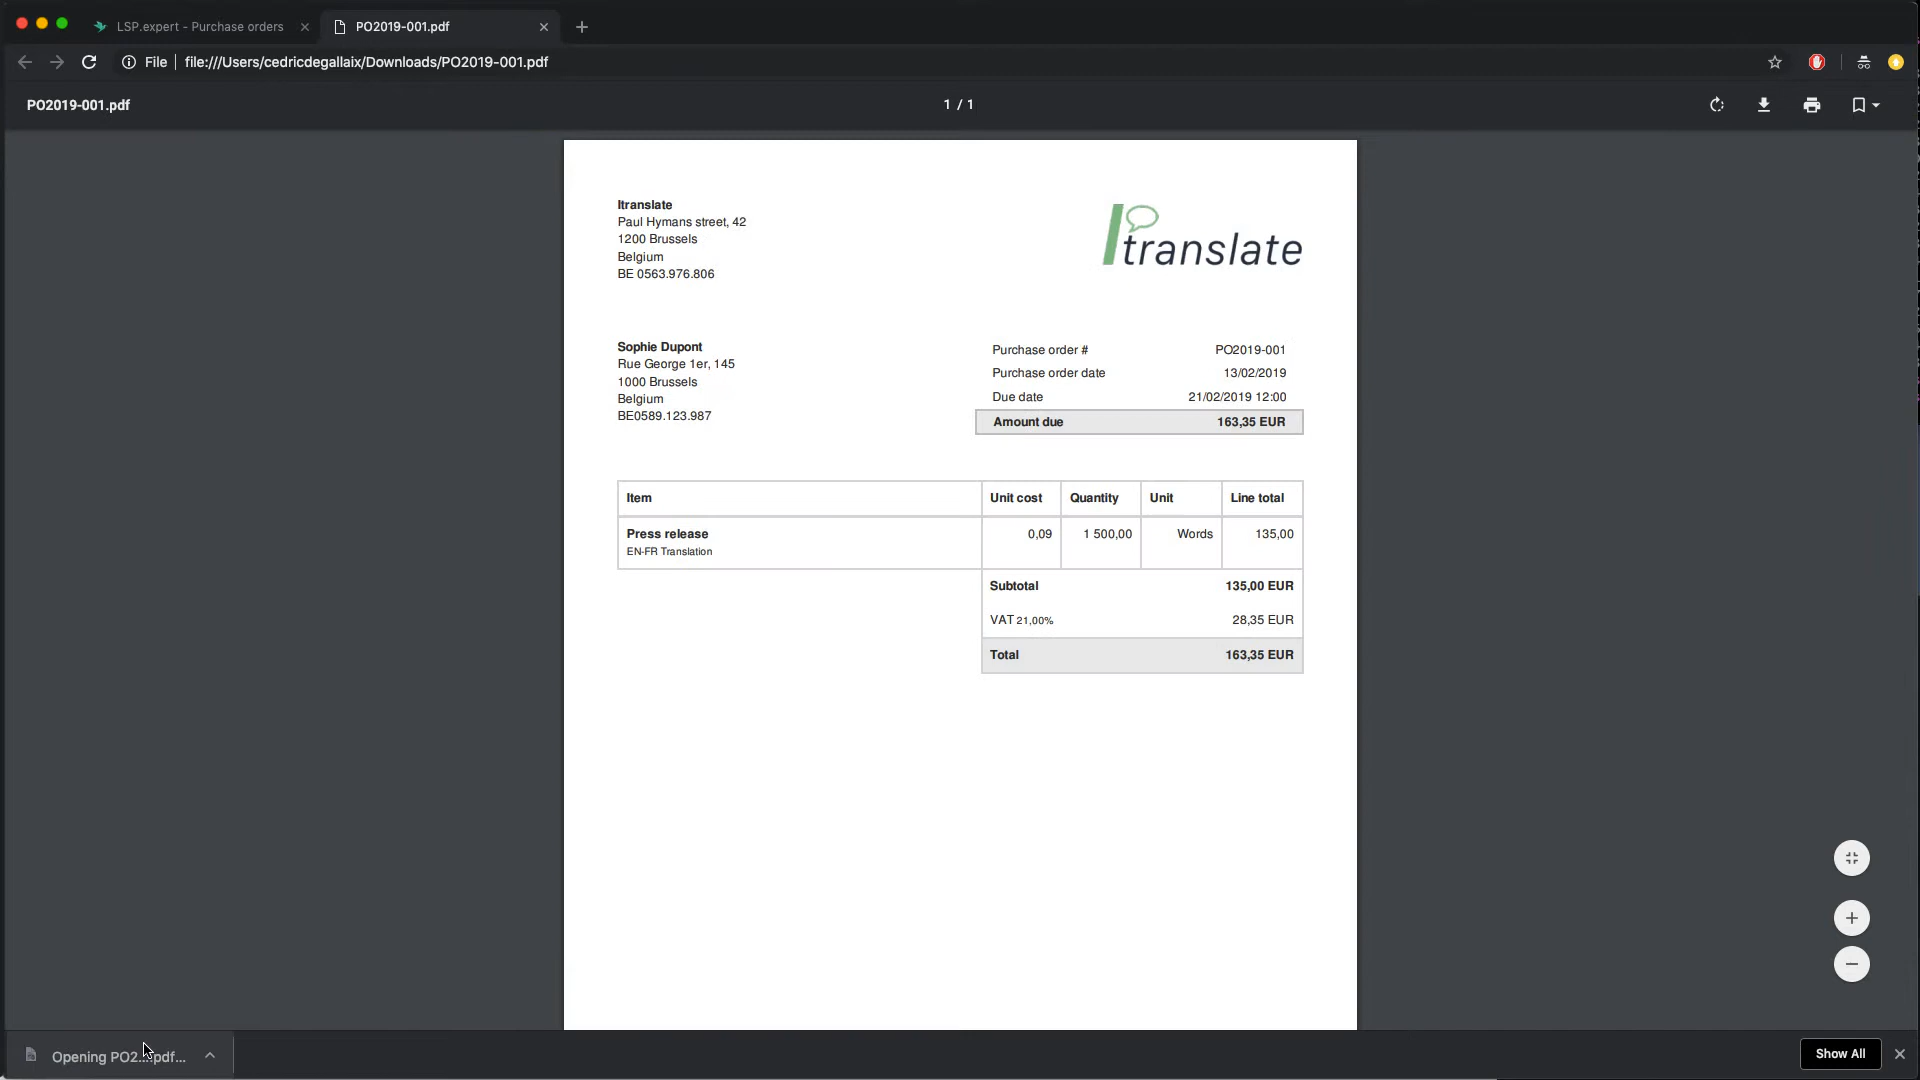 LSP.expert - Purchase orders
PO2019-001.pdf
File
file:///Users/cedricdegallaix/Downloads/PO2019-001.pdf
PO2019-001.pdf
1 / 1
Itranslate
Paul Hymans street, 42
1200 Brussels
Belgium
BE 0563.976.806
Itranslate
Sophie Dupont
Rue George 1er, 145
1000 Brussels
Belgium
BE0589.123.987
Purchase order # PO2019-001
Purchase order date 13/02/2019
Due date 21/02/2019 12:00
Amount due 163,35 EUR
Item Unit cost Quantity Unit Line total
Press release 0,09 1 500,00 Words 135,00
EN-FR Translation
Subtotal 135,00 EUR
VAT 21,00% 28,35 EUR
Total 163,35 EUR
Opening PO2....pdf...
Show All